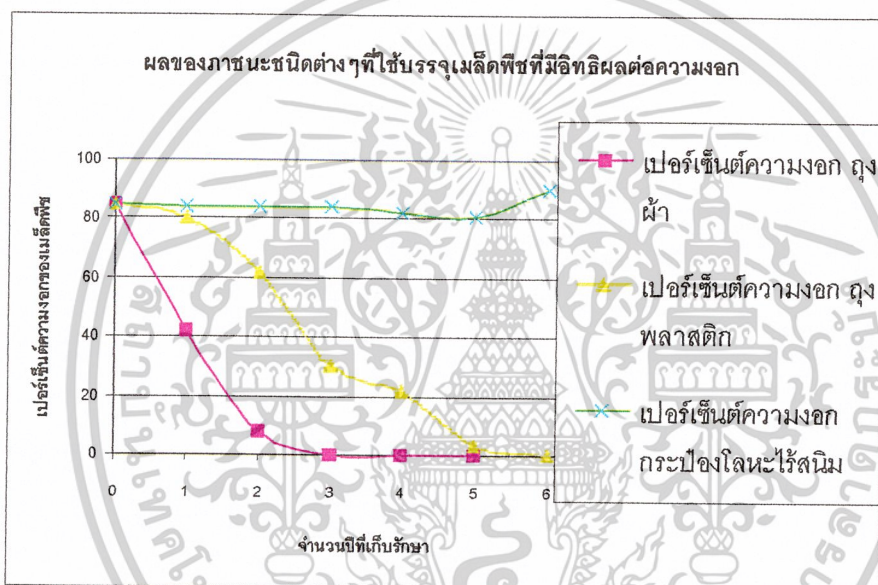 ผลของภาชนะชนิดต่างๆที่ใช้บรรจุเมล็ดพืชที่มีอิทธิผลต่อความงอก
เปอร์เซ็นต์ความงอกของเมล็ดพืช
100
80
60
40
20
0
0 1 2 3 4 5 6
จำนวนปีที่เก็บรักษา
เปอร์เซ็นต์ความงอก ถุง
ผ้า
เปอร์เซ็นต์ความงอก ถุง
พลาสติก
เปอร์เซ็นต์ความงอก
กระป๋องโลหะไร้สนิม